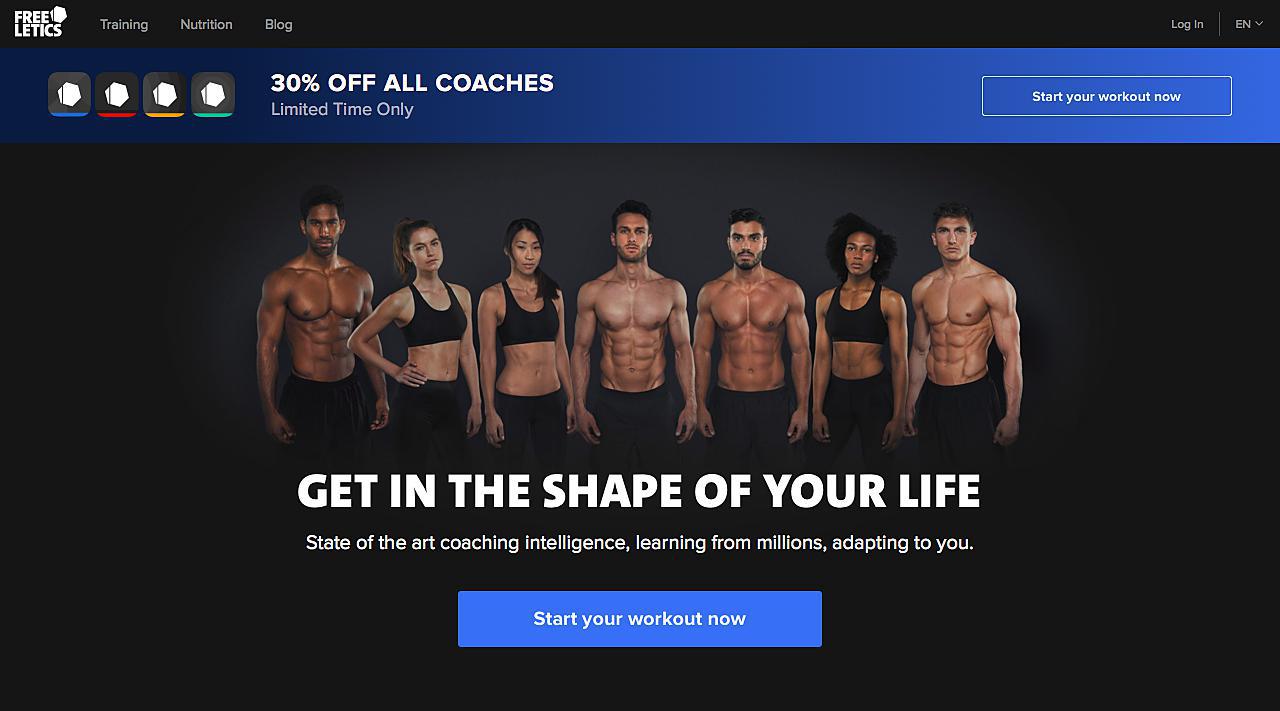 FREE
LETICS
Training
Nutrition
Blog
Log In
EN
30% OFF ALL COACHES
Limited Time Only
Start your workout now
GET IN THE SHAPE OF YOUR LIFE
State of the art coaching intelligence, learning from millions, adapting to you.
Start your workout now